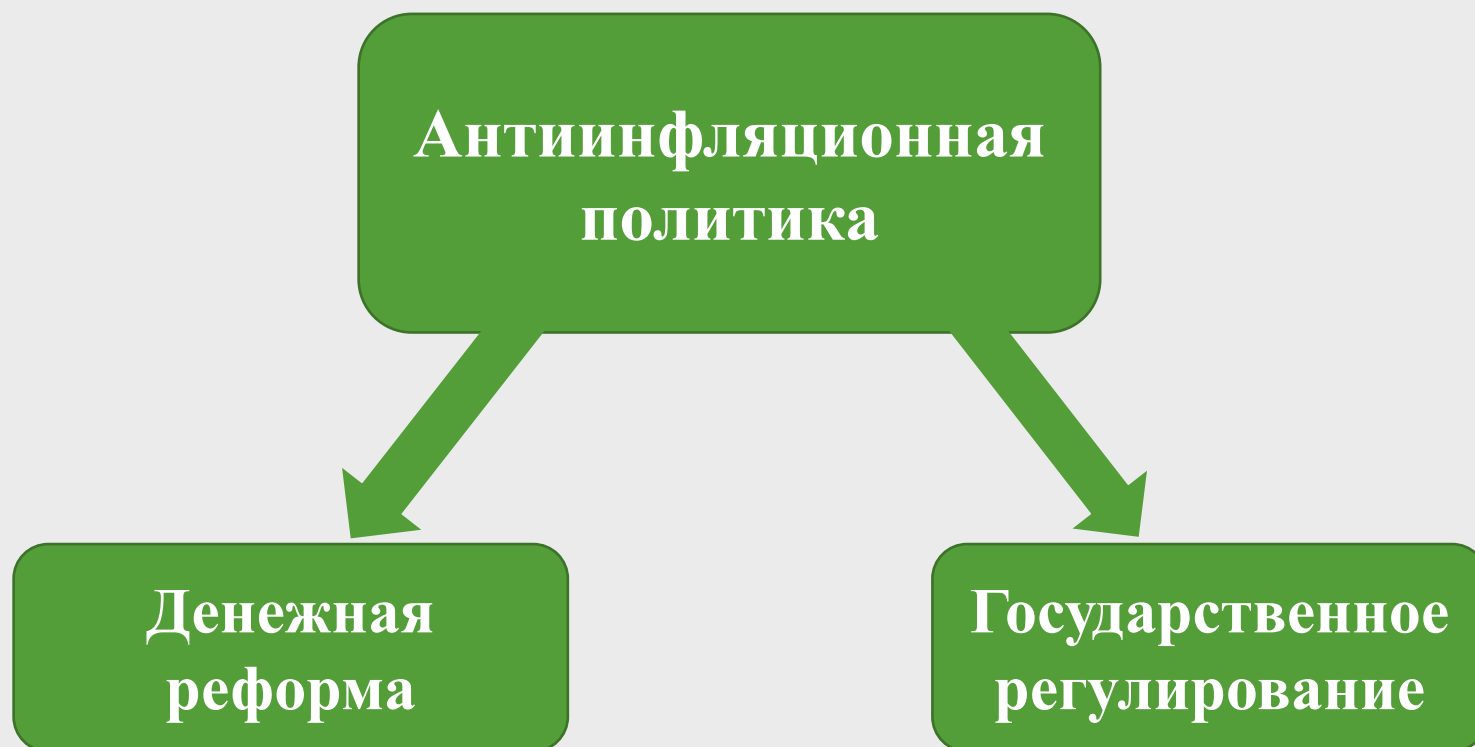 Антиинфляционная
политика
Денежная
реформа
Государственное
регулирование